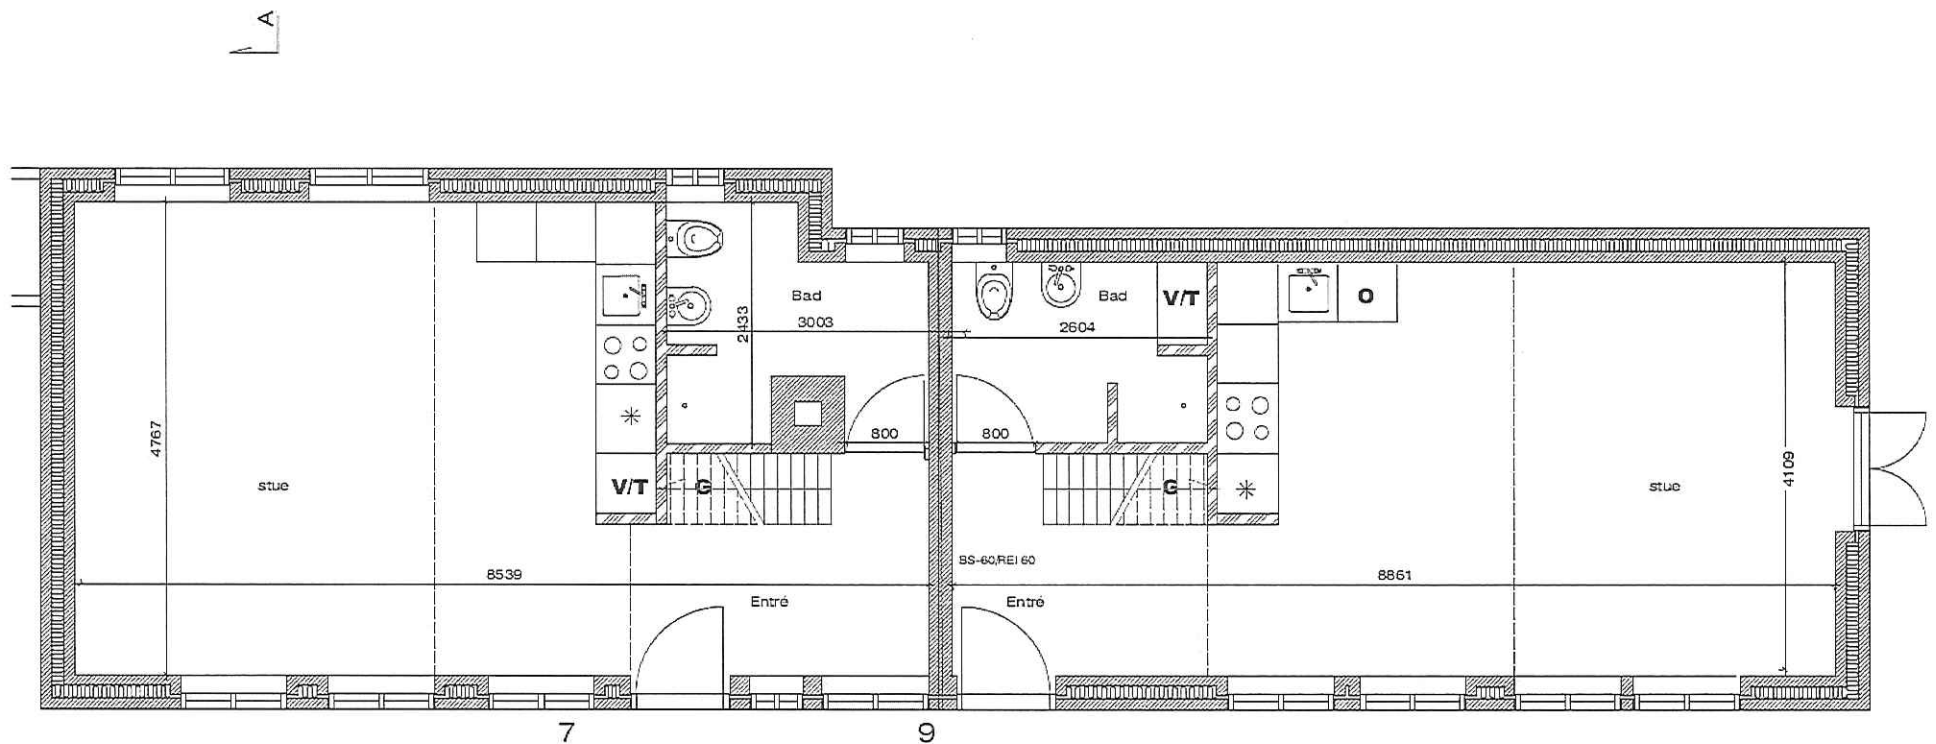 A
Bad
3003
2433
Bad
2604
V/T
O
800
800
4767
stue
V/T
G
G
stue
4109
BS-60/REI 60
8539
8861
Entré
Entré
7
9